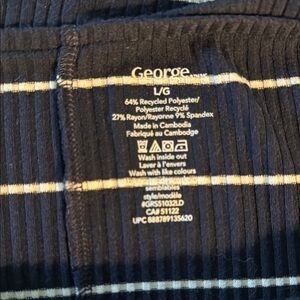 George
L/G
64% Recycled Polyester/
Polyester Recyclé
27% Rayon/Rayonne 9% Spandex
Made in Cambodia
Fabriqué au Cambodge
Wash inside out
Laver à l'envers
Wash with like colours
semblables
style/modèle
#GRS51032LD
CA# 51122
UPC 888789135620